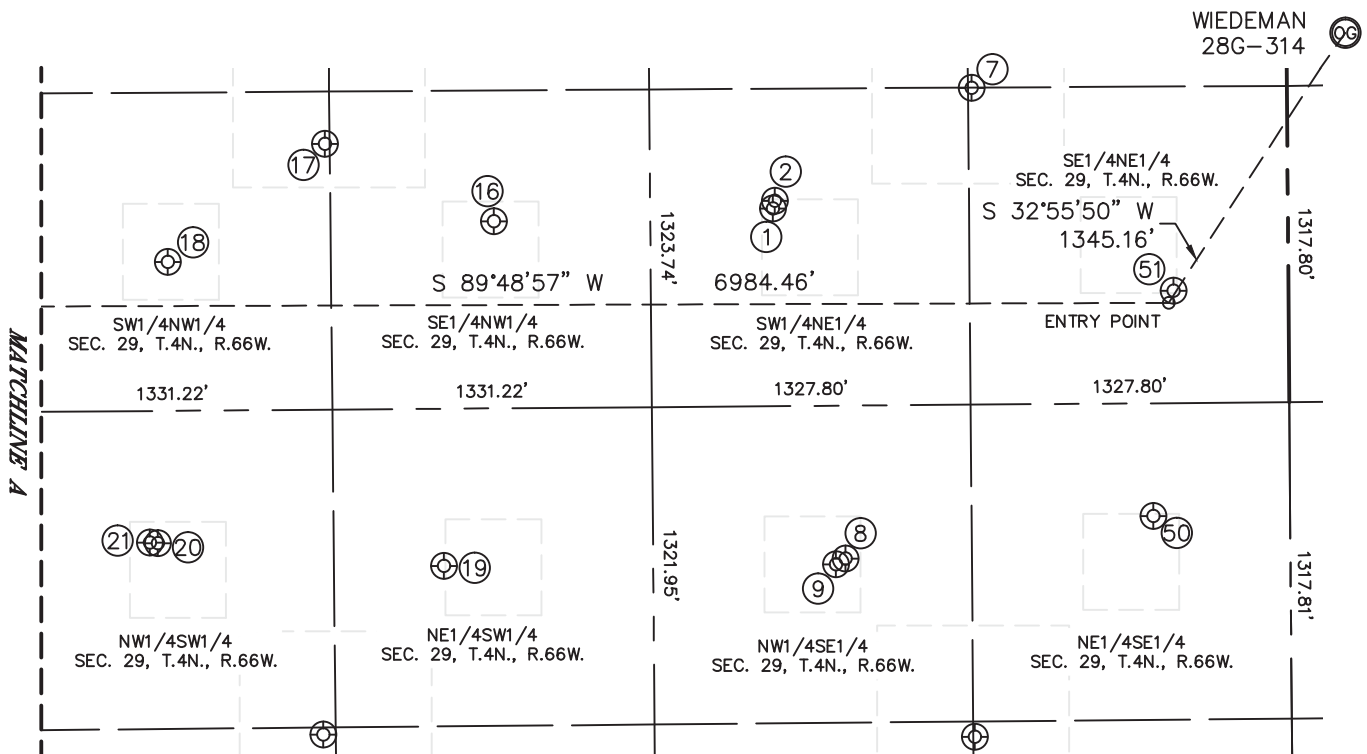 WIEDEMAN
28G-314
OG
7
17
2
SE1/4NE1/4
SEC. 29, T.4N., R.66W.
16
S 32°55'50" W
1345.16'
18
1
1323.74'
1317.80'
51
S 89°48'57" W 6984.46'
ENTRY POINT
SW1/4NW1/4
SEC. 29, T.4N., R.66W.
SE1/4NW1/4
SEC. 29, T.4N., R.66W.
SW1/4NE1/4
SEC. 29, T.4N., R.66W.
MATCHLINE A
1331.22'
1331.22'
1327.80'
1327.80'
21
20
19
8
9
50
1321.95'
1317.81'
NW1/4SW1/4
SEC. 29, T.4N., R.66W.
NE1/4SW1/4
SEC. 29, T.4N., R.66W.
NW1/4SE1/4
SEC. 29, T.4N., R.66W.
NE1/4SE1/4
SEC. 29, T.4N., R.66W.